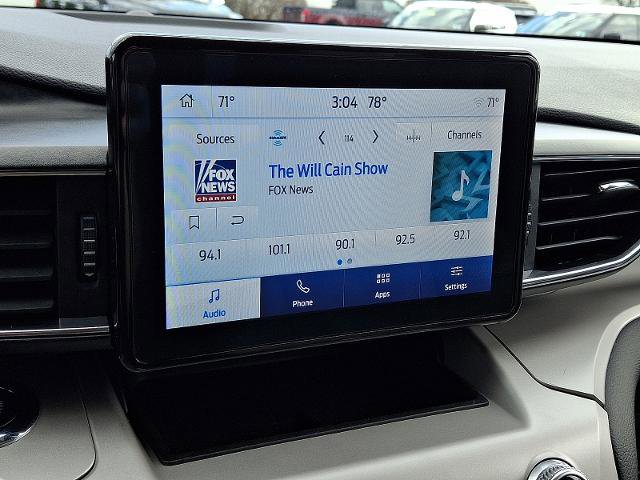 71° 3:04 78° 71°
Sources SIRIUSXM 114 Channels
FOX
NEWS
channel
The Will Cain Show
FOX News
94.1 101.1 90.1 92.5 92.1
Audio Phone Apps Settings